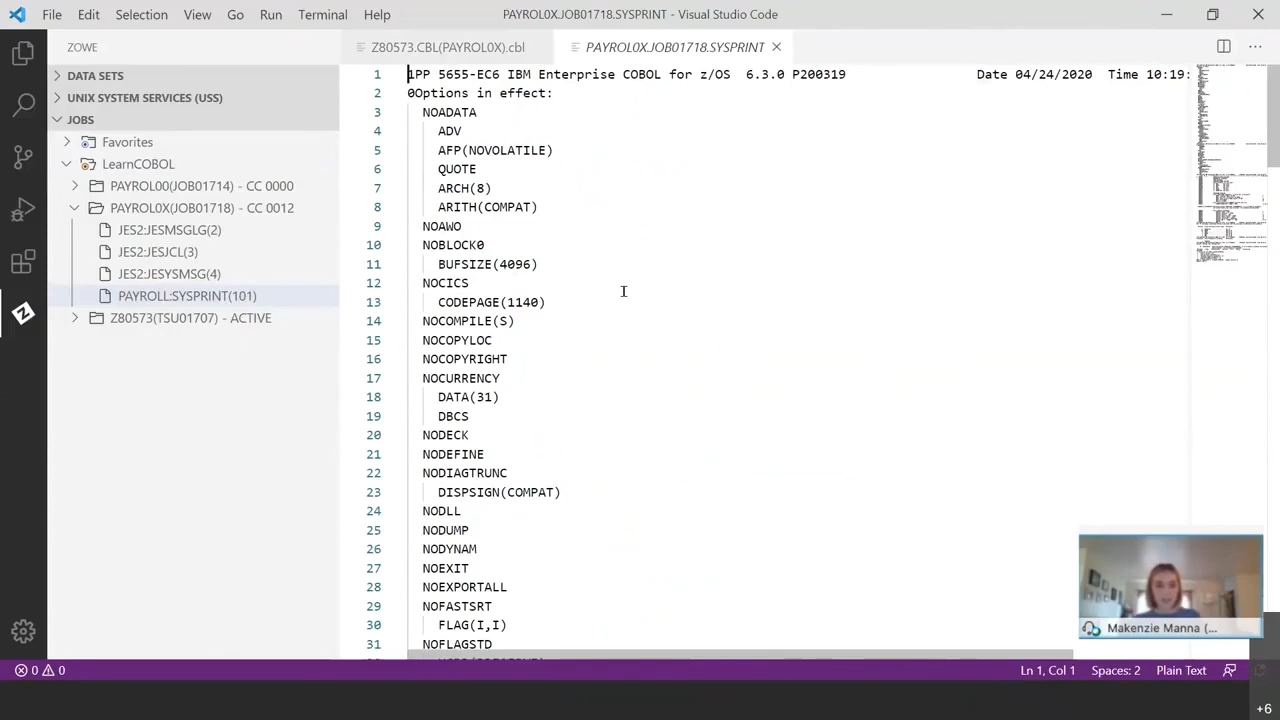 File Edit Selection View Go Run Terminal Help
PAYROL0X.JOB01718.SYSPRINT - Visual Studio Code
ZOWE
DATA SETS
UNIX SYSTEM SERVICES (USS)
JOBS
Favorites
LearnCOBOL
PAYROL00(JOB01714) - CC 0000
PAYROL0X(JOB01718) - CC 0012
JES2:JESMSGLG(2)
JES2:JESJCL(3)
JES2:JESYSMSG(4)
PAYROLL:SYSPRINT(101)
Z80573(TSU01707) - ACTIVE
Z80573.CBL(PAYROL0X).cbl
PAYROL0X.JOB01718.SYSPRINT
1 1PP 5655-EC6 IBM Enterprise COBOL for z/OS 6.3.0 P200319 Date 04/24/2020 Time 10:19:
2 0Options in effect:
3 NOADATA
4 ADV
5 AFP(NOVOLATILE)
6 QUOTE
7 ARCH(8)
8 ARITH(COMPAT)
9 NOAWO
10 NOBLOCK0
11 BUFSIZE(4096)
12 NOCICS
13 CODEPAGE(1140)
14 NOCOMPILE(S)
15 NOCOPYLOC
16 NOCOPYRIGHT
17 NOCURRENCY
18 DATA(31)
19 DBCS
20 NODECK
21 NODEFINE
22 NODIAGTRUNC
23 DISPSIGN(COMPAT)
24 NODLL
25 NODUMP
26 NODYNAM
27 NOEXIT
28 NOEXPORTALL
29 NOFASTSRT
30 FLAG(I,I)
31 NOFLAGSTD
Makenzie Manna (...
0 0
Ln 1, Col 1 Spaces: 2 Plain Text
+6